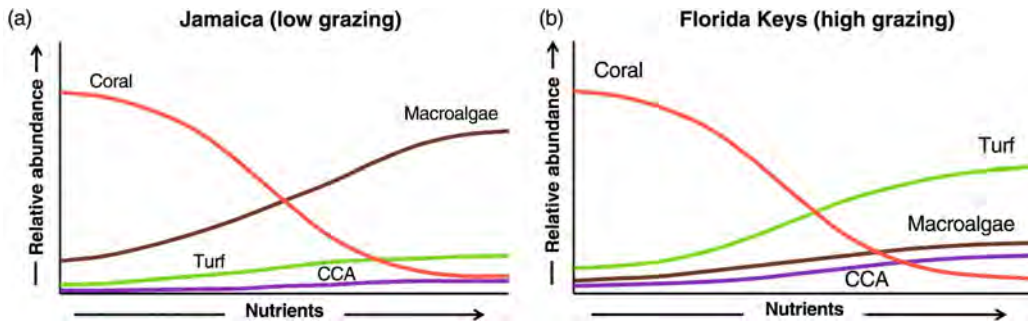 (a) Jamaica (low grazing)
Relative abundance
Coral
Macroalgae
Turf
CCA
Nutrients
(b) Florida Keys (high grazing)
Relative abundance
Coral
Turf
Macroalgae
CCA
Nutrients